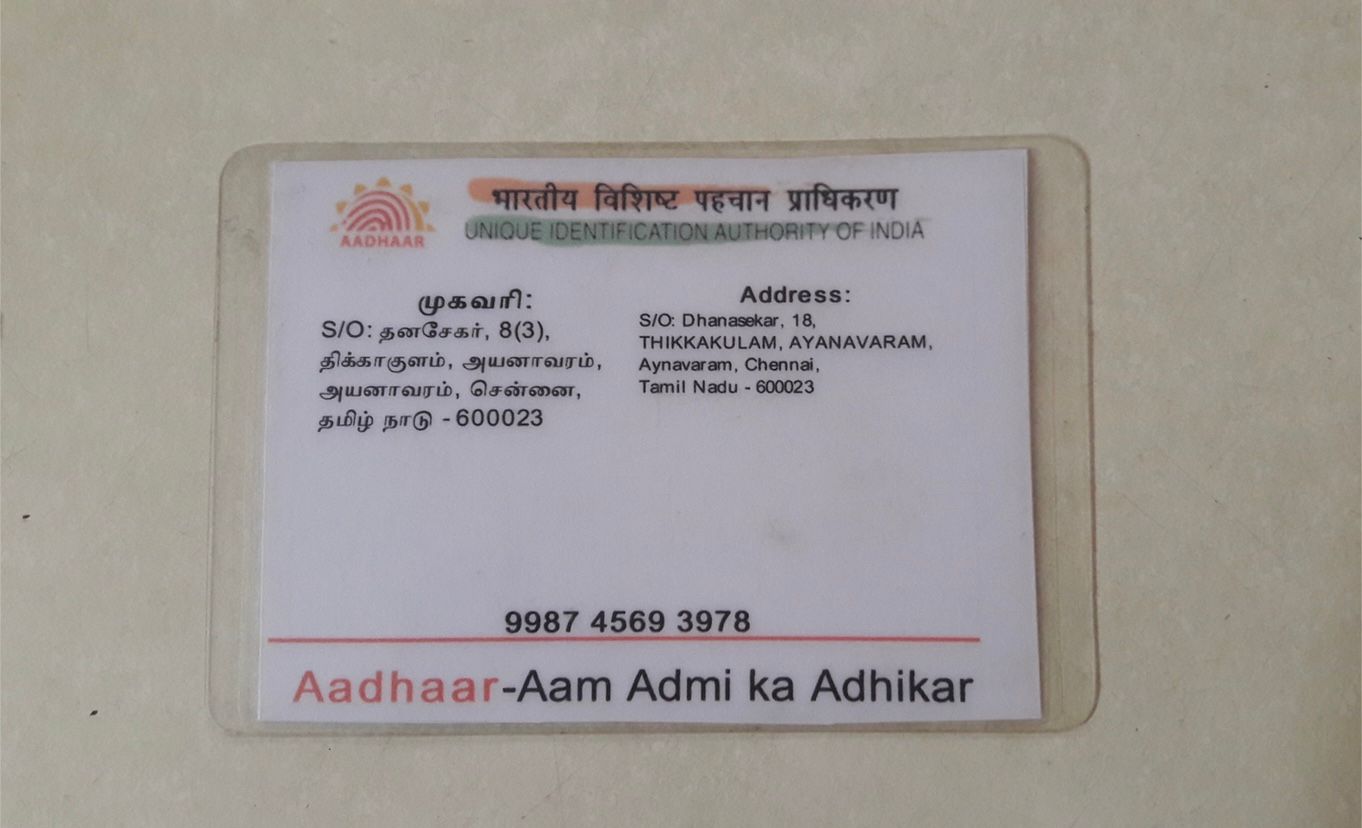 AADHAAR
भारतीय विशिष्ट पहचान प्राधिकरण
UNIQUE IDENTIFICATION AUTHORITY OF INDIA
முகவரி:
S/O: தனசேகர், 8(3),
திக்காகுளம், அயனாவரம்,
அயனாவரம், சென்னை,
தமிழ் நாடு - 600023
Address:
S/O: Dhanasekar, 18,
THIKKAKULAM, AYANAVARAM,
Aynavaram, Chennai,
Tamil Nadu - 600023
9987 4569 3978
Aadhaar-Aam Admi ka Adhikar